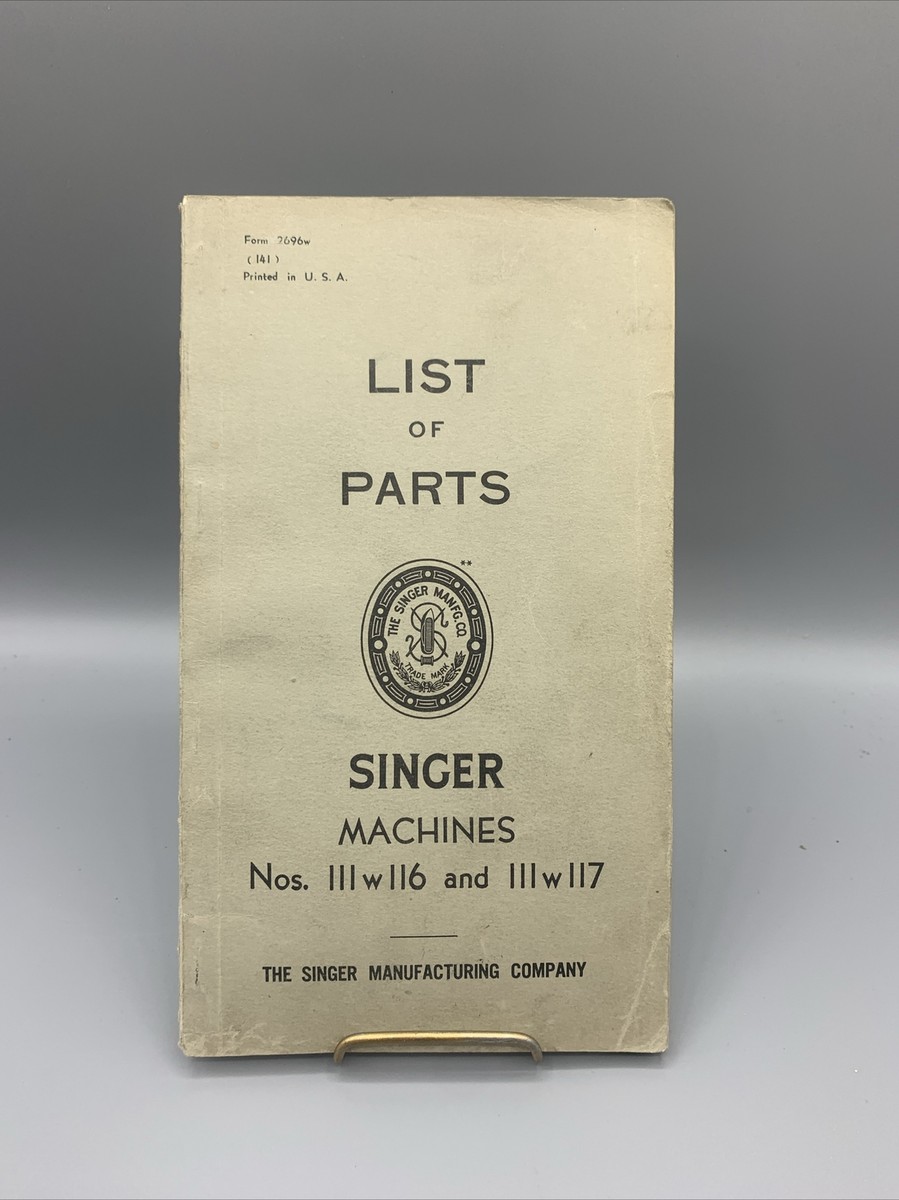 Form 2696w
( 141 )
Printed in U. S. A.
LIST
OF
PARTS
**
THE SINGER MANFG. CO.
TRADE MARK
SINGER
MACHINES
Nos. 111w116 and 111w117
THE SINGER MANUFACTURING COMPANY